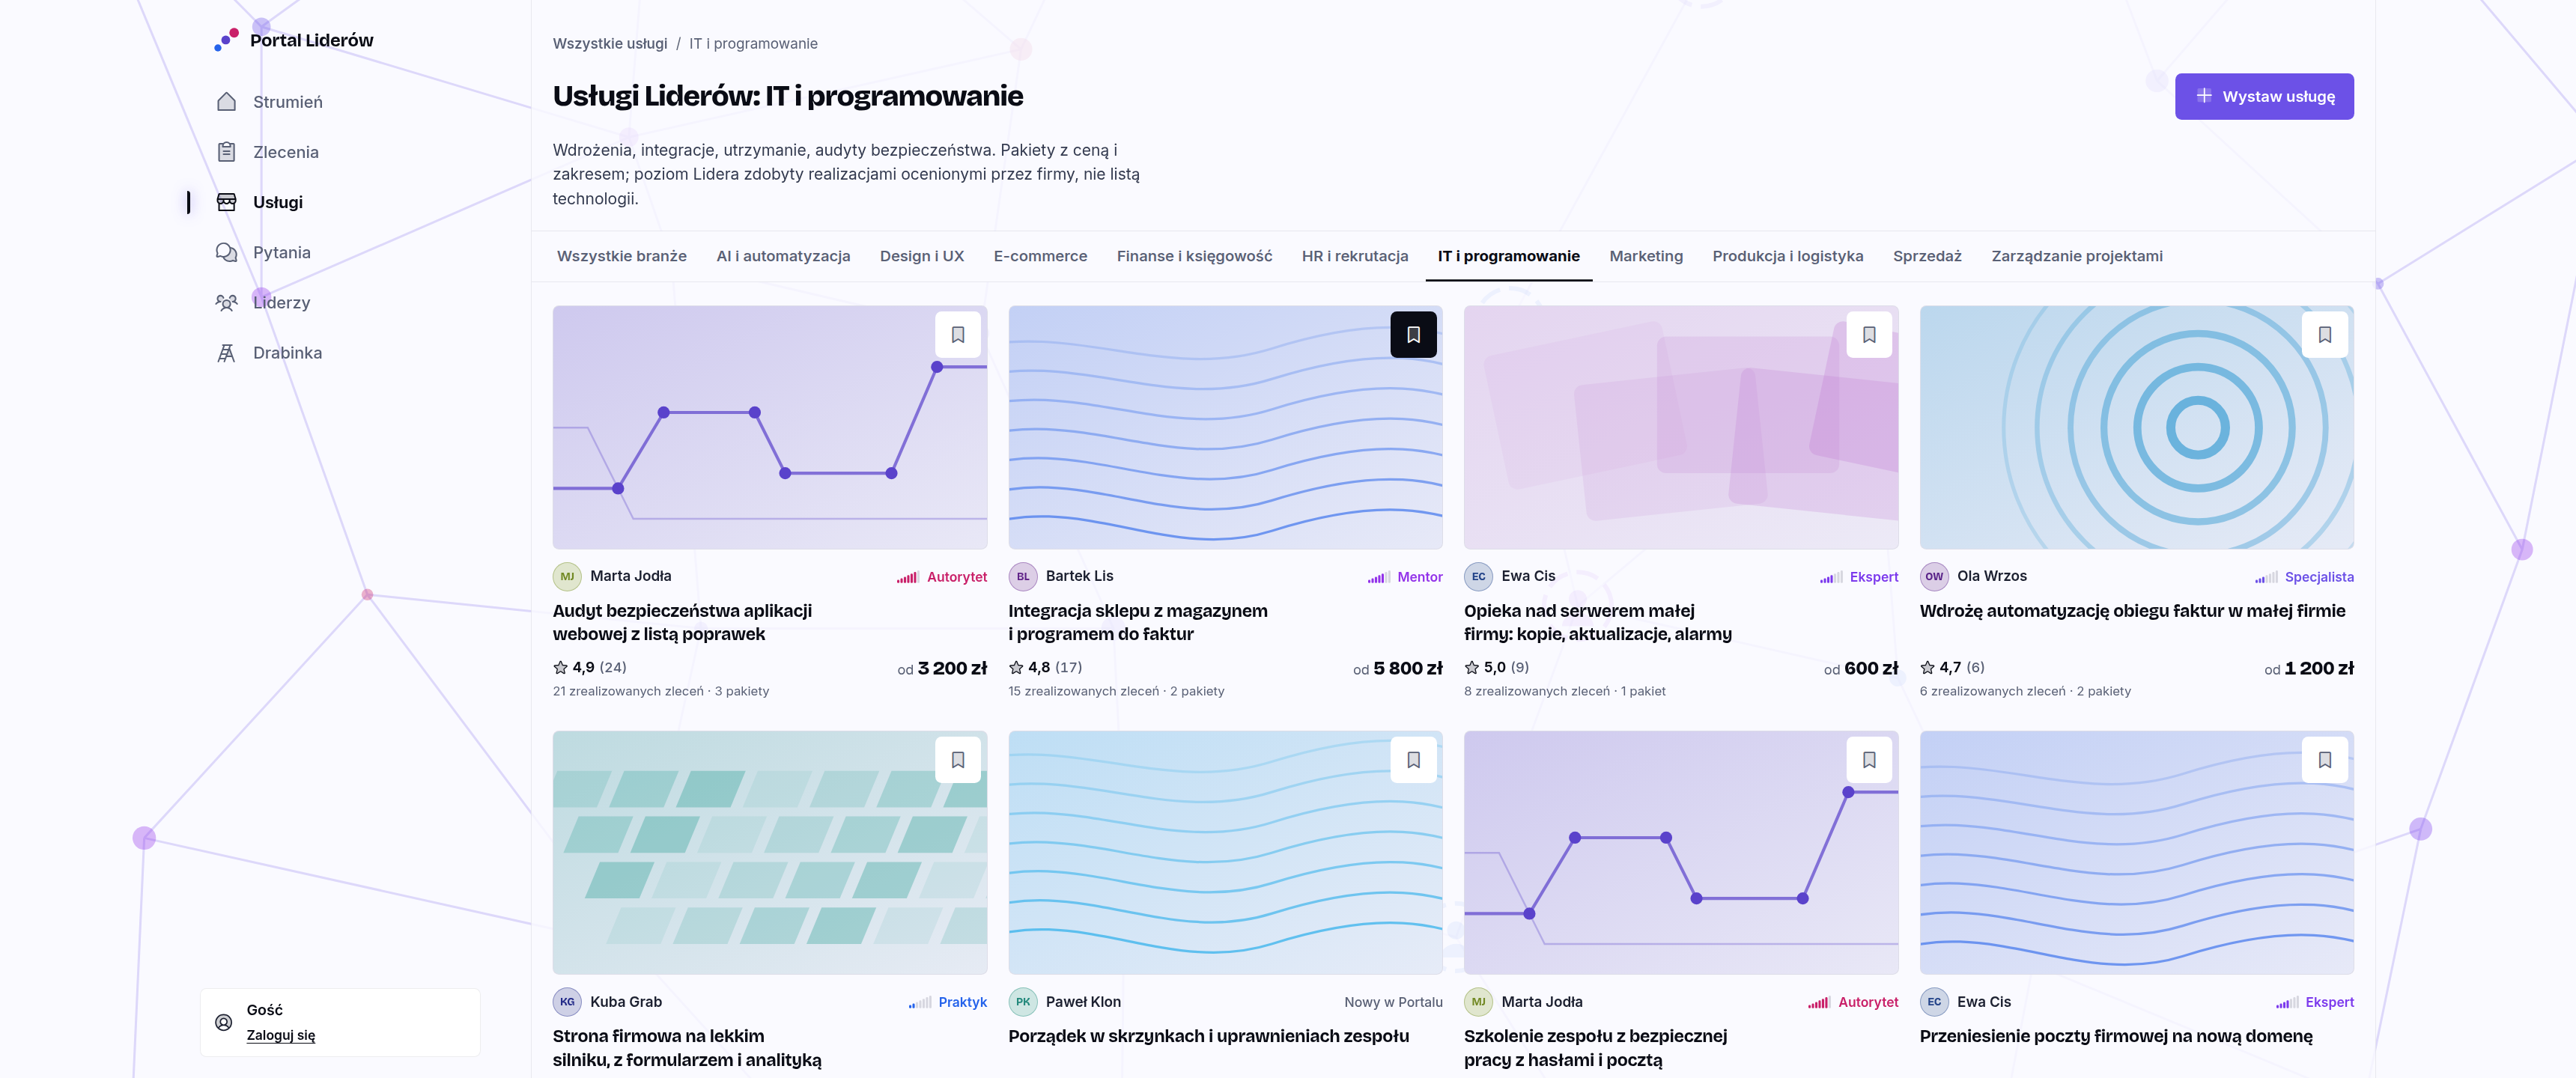 Portal Liderów
Strumień
Zlecenia
Usługi
Pytania
Liderzy
Drabinka
Gość
Zaloguj się
Wszystkie usługi / IT i programowanie
Usługi Liderów: IT i programowanie
Wystaw usługę
Wdrożenia, integracje, utrzymanie, audyty bezpieczeństwa. Pakiety z ceną i
zakresem; poziom Lidera zdobyty realizacjami ocenionymi przez firmy, nie listą
technologii.
Wszystkie branże AI i automatyzacja Design i UX E-commerce Finanse i księgowość HR i rekrutacja IT i programowanie Marketing Produkcja i logistyka Sprzedaż Zarządzanie projektami
MJ Marta Jodła Autorytet
Audyt bezpieczeństwa aplikacji
webowej z listą poprawek
4,9 (24) od 3 200 zł
21 zrealizowanych zleceń · 3 pakiety
BL Bartek Lis Mentor
Integracja sklepu z magazynem
i programem do faktur
4,8 (17) od 5 800 zł
15 zrealizowanych zleceń · 2 pakiety
EC Ewa Cis Ekspert
Opieka nad serwerem małej
firmy: kopie, aktualizacje, alarmy
5,0 (9) od 600 zł
8 zrealizowanych zleceń · 1 pakiet
OW Ola Wrzos Specjalista
Wdrożę automatyzację obiegu faktur w małej firmie
4,7 (6) od 1 200 zł
6 zrealizowanych zleceń · 2 pakiety
KG Kuba Grab Praktyk
Strona firmowa na lekkim
silniku, z formularzem i analityką
PK Paweł Klon Nowy w Portalu
Porządek w skrzynkach i uprawnieniach zespołu
MJ Marta Jodła Autorytet
Szkolenie zespołu z bezpiecznej
pracy z hasłami i pocztą
EC Ewa Cis Ekspert
Przeniesienie poczty firmowej na nową domenę